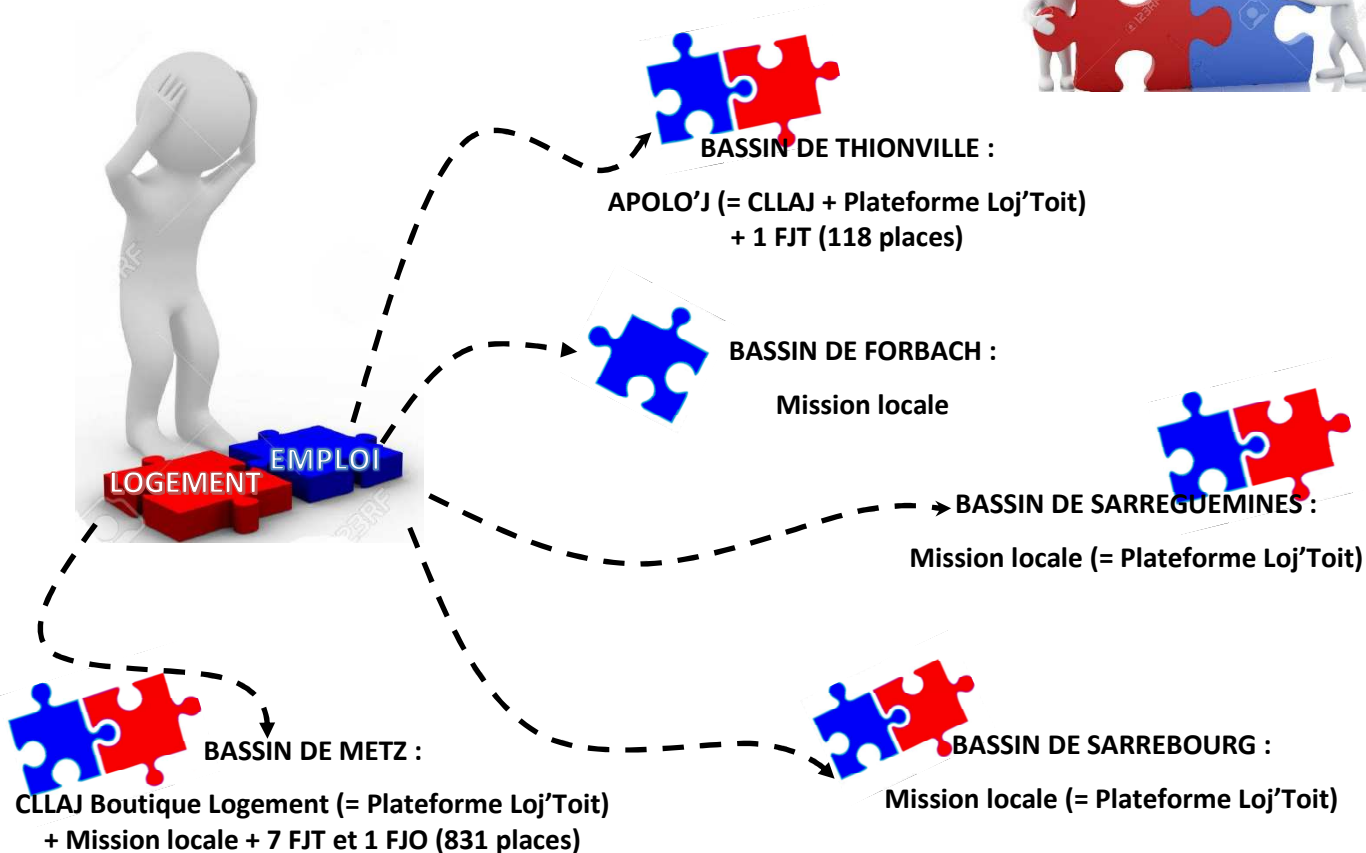 BASSIN DE THIONVILLE :
APOLO’J (= CLLAJ + Plateforme Loj’Toit)
+ 1 FJT (118 places)
BASSIN DE FORBACH :
Mission locale
EMPLOI
LOGEMENT
BASSIN DE SARREGUEMINES :
Mission locale (= Plateforme Loj’Toit)
BASSIN DE METZ :
CLLAJ Boutique Logement (= Plateforme Loj’Toit)
+ Mission locale + 7 FJT et 1 FJO (831 places)
BASSIN DE SARREBOURG :
Mission locale (= Plateforme Loj’Toit)
123RF
123RF